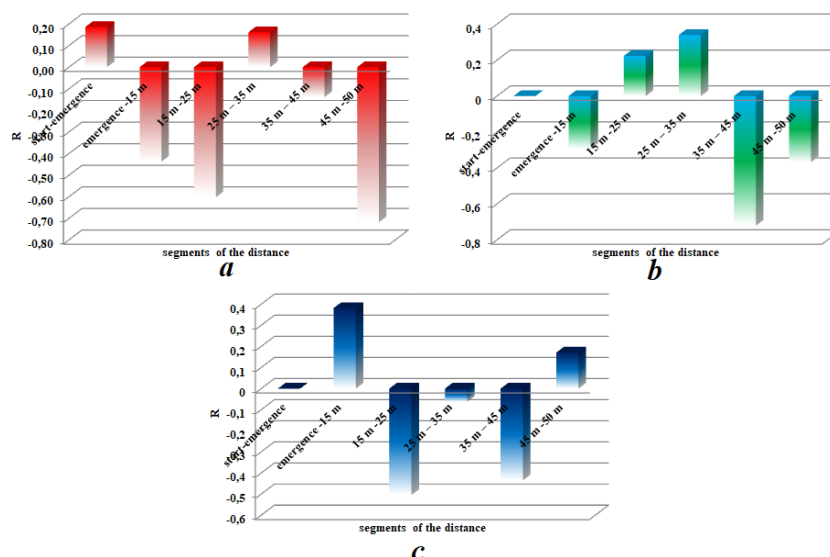 0,20
0,10
0,00
-0,10
-0,20
-0,30
-0,40
-0,50
-0,60
-0,70
-0,80
R
start-emergence
emergence -15 m
15 m -25 m
25 m – 35 m
35 m – 45 m
45 m -50 m
segments of the distance
a
0,4
0,2
0
-0,2
-0,4
-0,6
-0,8
R
start-emergence
emergence -15 m
15 m -25 m
25 m – 35 m
35 m – 45 m
45 m -50 m
segments of the distance
b
0,4
0,3
0,2
0,1
0
-0,1
-0,2
-0,3
-0,4
-0,5
-0,6
R
start-emergence
emergence -15 m
15 m -25 m
25 m – 35 m
35 m – 45 m
45 m -50 m
segments of the distance
c